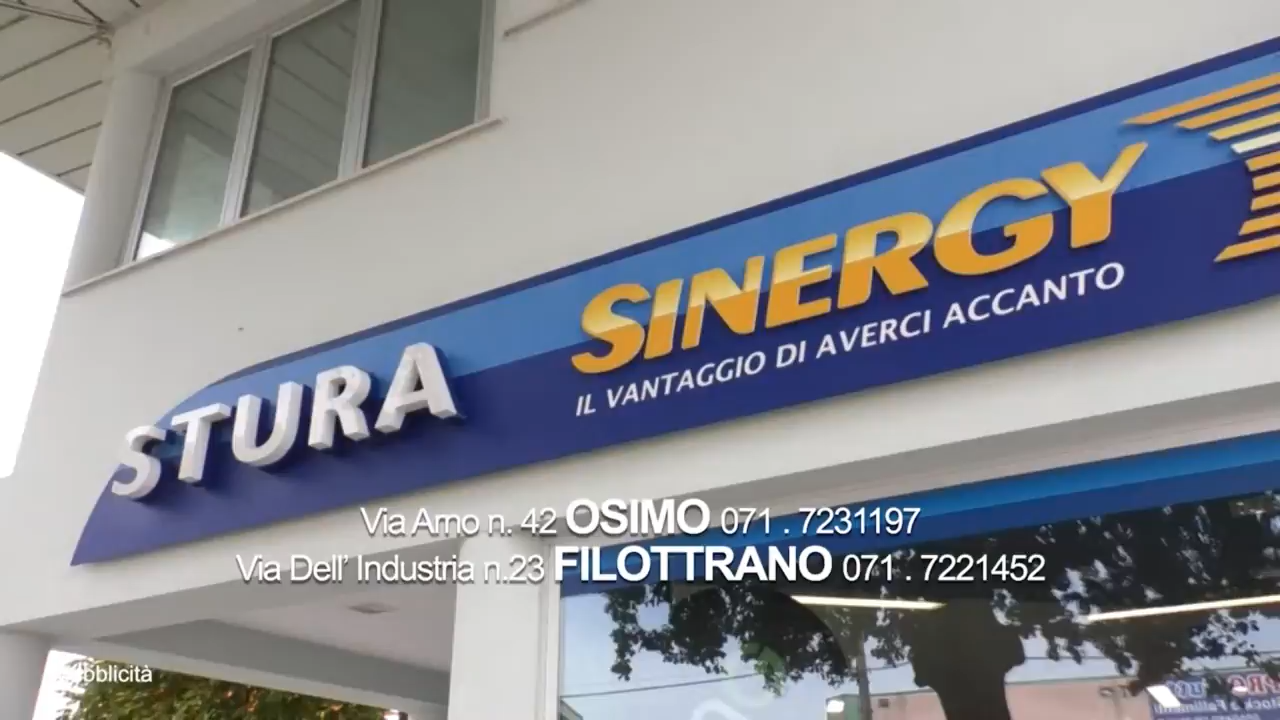 STURA
SINERGY
IL VANTAGGIO DI AVERCI ACCANTO
Via Arno n. 42 OSIMO 071 . 7231197
Via Dell' Industria n.23 FILOTTRANO 071 . 7221452
Pubblicità